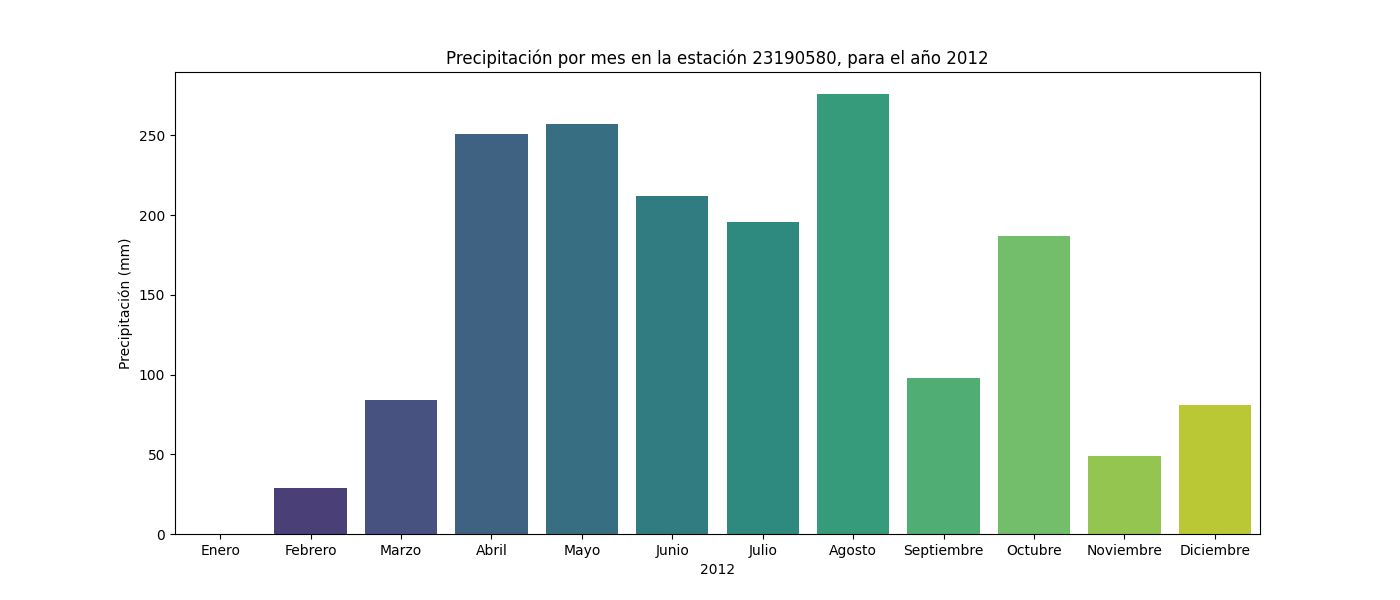 Precipitación por mes en la estación 23190580, para el año 2012
Precipitación (mm)
250
200
150
100
50
0
Enero Febrero Marzo Abril Mayo Junio Julio Agosto Septiembre Octubre Noviembre Diciembre
2012